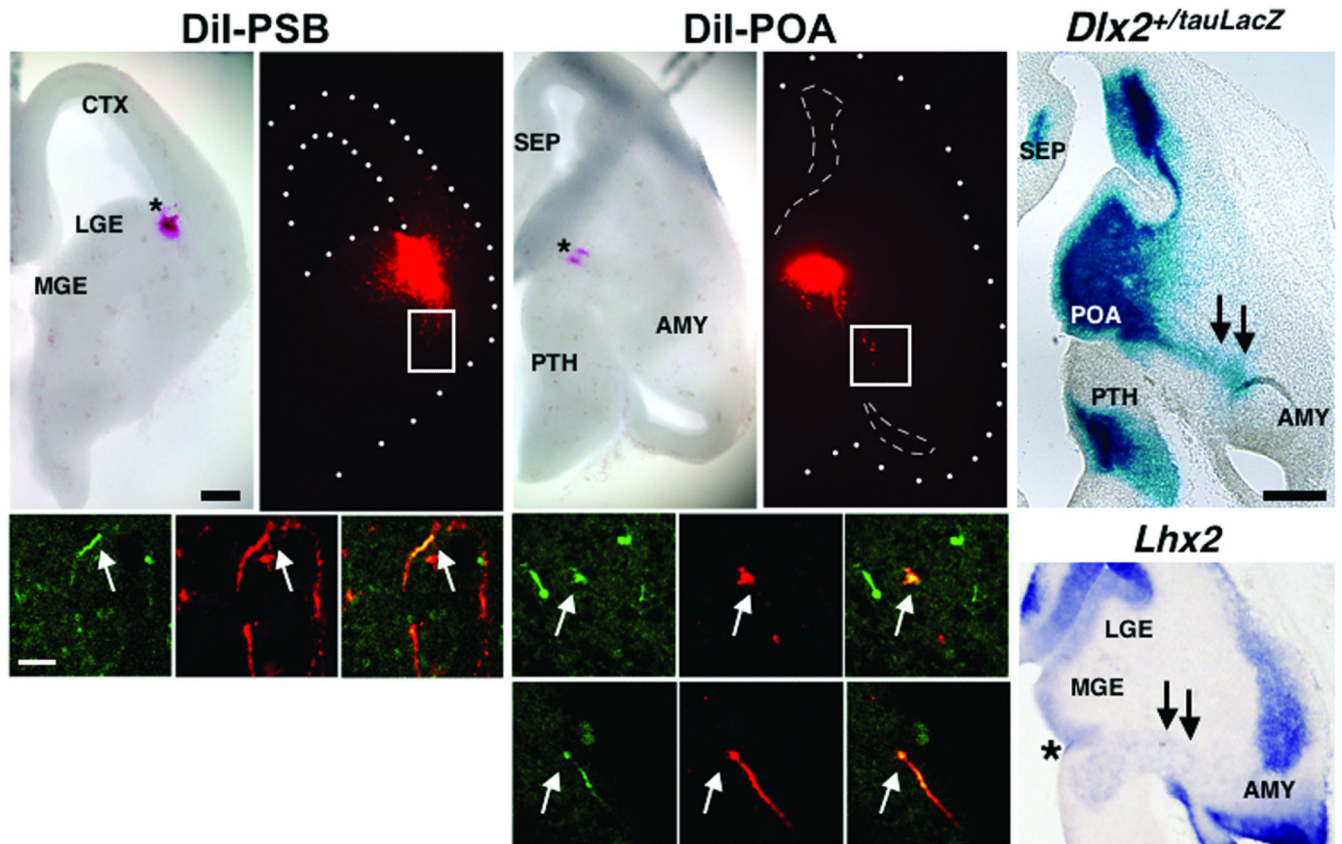 DiI-PSB
DiI-POA
Dlx2+/tauLacZ
CTX
*
LGE
MGE
SEP
*
AMY
PTH
SEP
POA
PTH
AMY
Lhx2
LGE
MGE
*
AMY